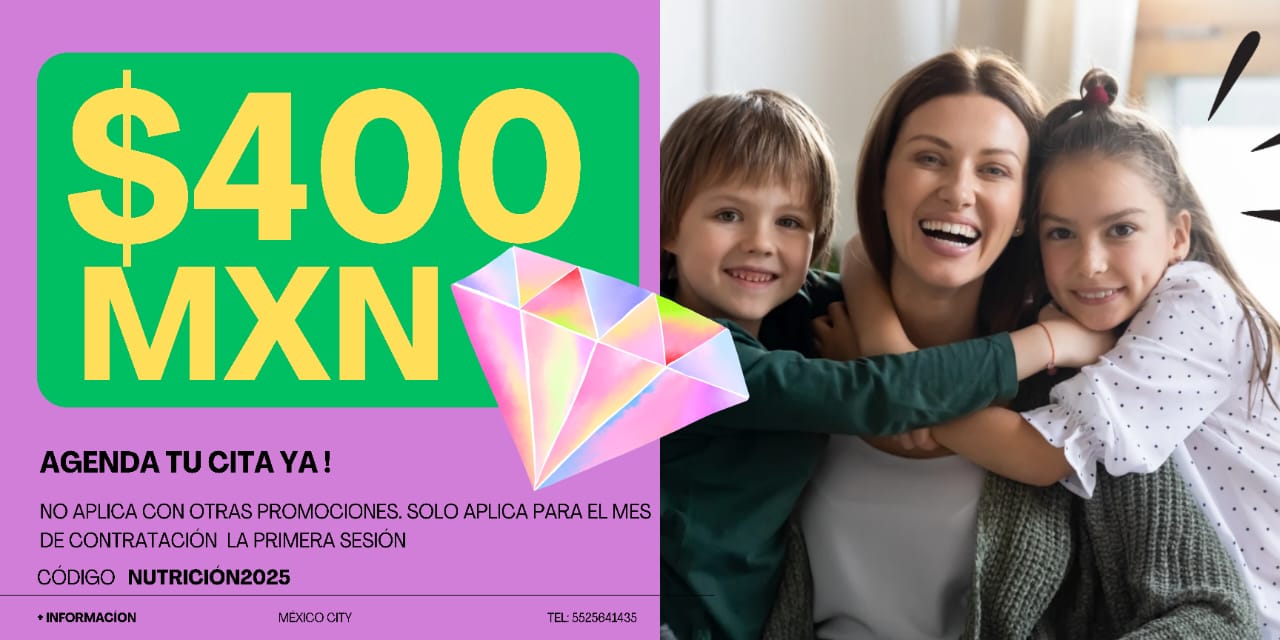 $400
MXN
AGENDA TU CITA YA !
NO APLICA CON OTRAS PROMOCIONES. SOLO APLICA PARA EL MES
DE CONTRATACIÓN LA PRIMERA SESIÓN
CÓDIGO NUTRICIÓN2025
+ INFORMACÍON MÉXICO CITY TEL: 5525641435